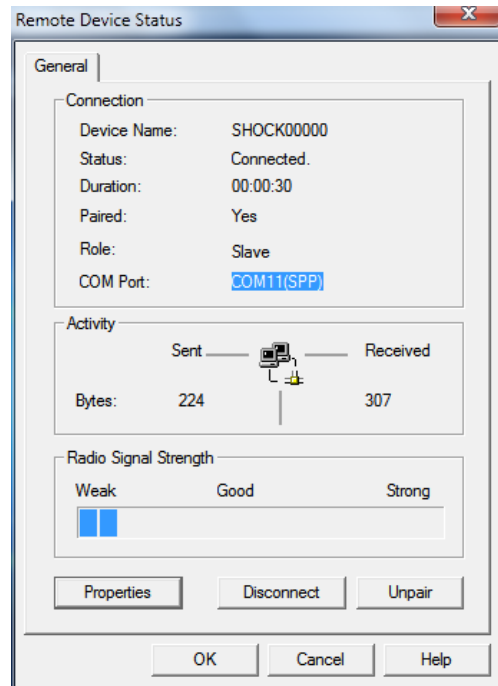 Remote Device Status
General
Connection
Device Name: SHOCK00000
Status: Connected.
Duration: 00:00:30
Paired: Yes
Role: Slave
COM Port: COM11(SPP)
Activity
Sent Received
Bytes: 224 307
Radio Signal Strength
Weak Good Strong
Properties Disconnect Unpair
OK Cancel Help